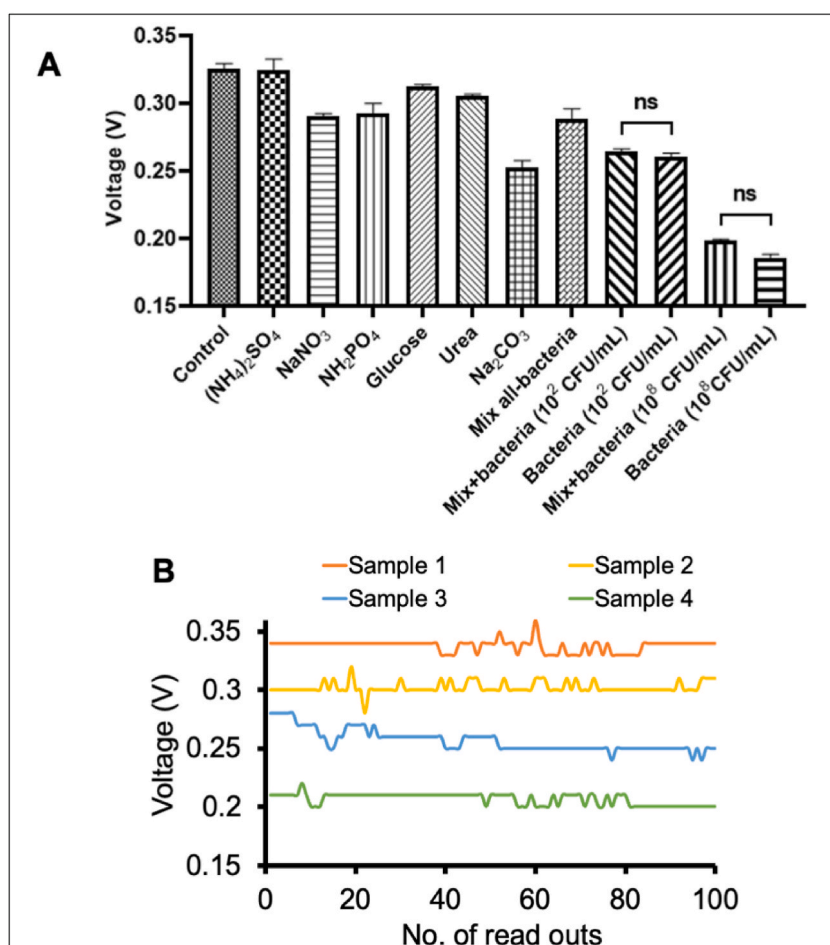 A
0.35
0.30
0.25
0.20
0.15
Voltage (V)
ns
ns
Control
(NH₄)₂SO₄
NaNO₃
NH₂PO₄
Glucose
Urea
Na₂CO₃
Mix all-bacteria
Mix+bacteria (10² CFU/mL)
Bacteria (10² CFU/mL)
Mix+bacteria (10⁸ CFU/mL)
Bacteria (10⁸CFU/mL)
B
Sample 1 Sample 2
Sample 3 Sample 4
0.35
0.3
0.25
0.2
0.15
Voltage (V)
0 20 40 60 80 100
No. of read outs